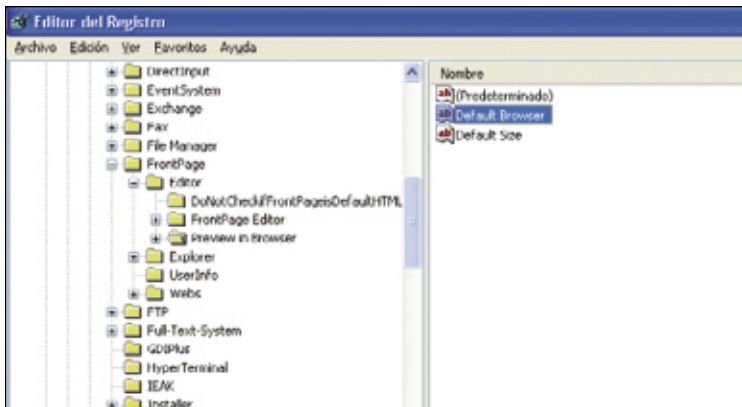 Editor del Registro
Archivo Edición Ver Favoritos Ayuda
DirectInput
EventSystem
Exchange
Fax
File Manager
FrontPage
Editor
DoNotCheckIfFrontPageisDefaultHTML
FrontPage Editor
Preview in Browser
Explorer
UserInfo
Webs
FTP
Full-Text-System
GDIPlus
HyperTerminal
IEAK
Installer
Nombre
(Predeterminado)
Default Browser
Default Size